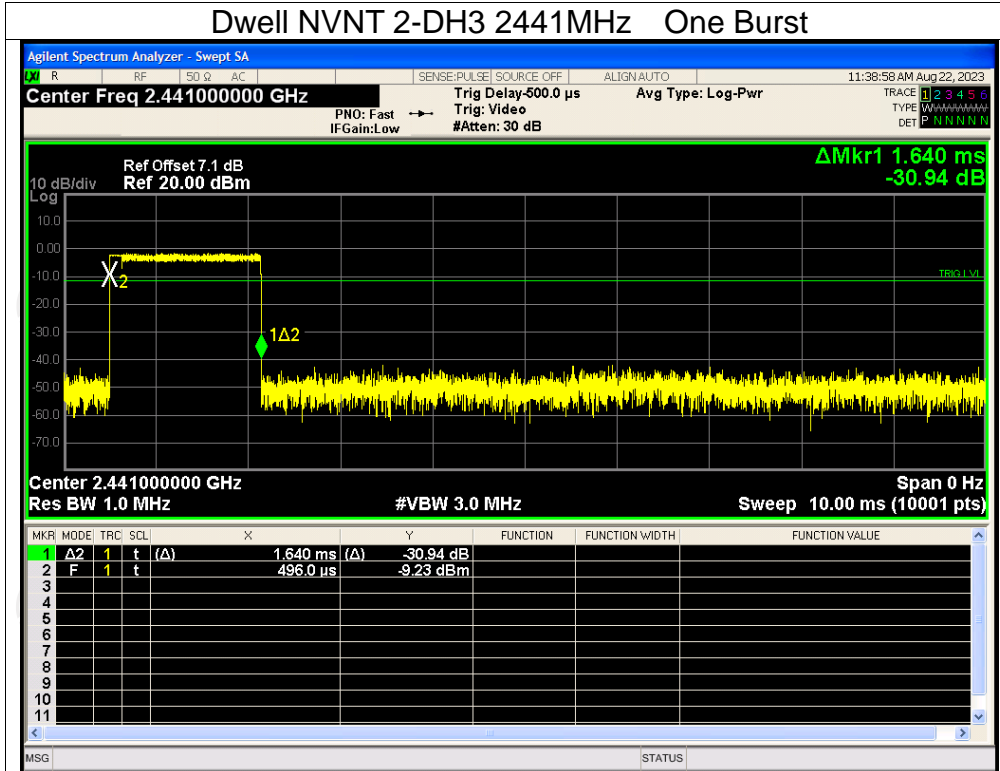 Dwell NVNT 2-DH3 2441MHz One Burst
Agilent Spectrum Analyzer - Swept SA
LXI R RF 50 Ω AC SENSE:PULSE SOURCE OFF ALIGN AUTO 11:38:58 AM Aug 22, 2023
Center Freq 2.441000000 GHz Trig Delay-500.0 µs Avg Type: Log-Pwr TRACE 1 2 3 4 5 6
PNO: Fast Trig: Video TYPE WWWWWW
IFGain:Low #Atten: 30 dB DET P N N N N N
ΔMkr1 1.640 ms
-30.94 dB
Ref Offset 7.1 dB
10 dB/div Ref 20.00 dBm
Log
10.0
0.00
-10.0
-20.0
-30.0
-40.0
-50.0
-60.0
-70.0
TRIG LVL
2
1Δ2
Center 2.441000000 GHz Span 0 Hz
Res BW 1.0 MHz #VBW 3.0 MHz Sweep 10.00 ms (10001 pts)
MKR MODE TRC SCL X Y FUNCTION FUNCTION WIDTH FUNCTION VALUE
1 Δ2 1 t (Δ) 1.640 ms (Δ) -30.94 dB
2 F 1 t 496.0 µs -9.23 dBm
3
4
5
6
7
8
9
10
11
MSG STATUS